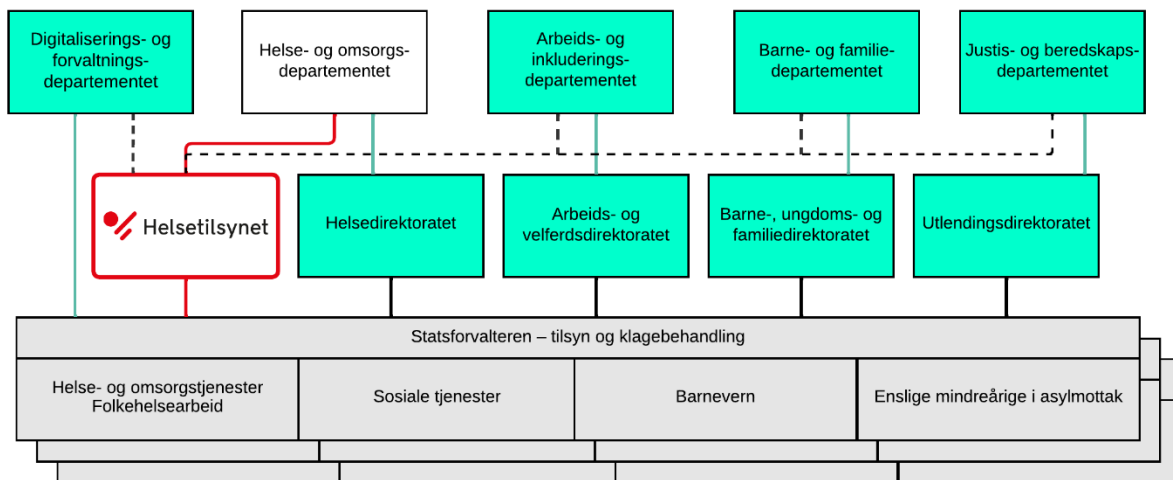 Digitaliserings- og
forvaltnings-
departementet
Helse- og omsorgs-
departementet
Arbeids- og
inkluderings-
departementet
Barne- og familie-
departementet
Justis- og beredskaps-
departementet
Helsetilsynet
Helsedirektoratet
Arbeids- og
velferdsdirektoratet
Barne-, ungdoms- og
familiedirektoratet
Utlendingsdirektoratet
Statsforvalteren – tilsyn og klagebehandling
Helse- og omsorgstjenester
Folkehelsearbeid
Sosiale tjenester
Barnevern
Enslige mindreårige i asylmottak